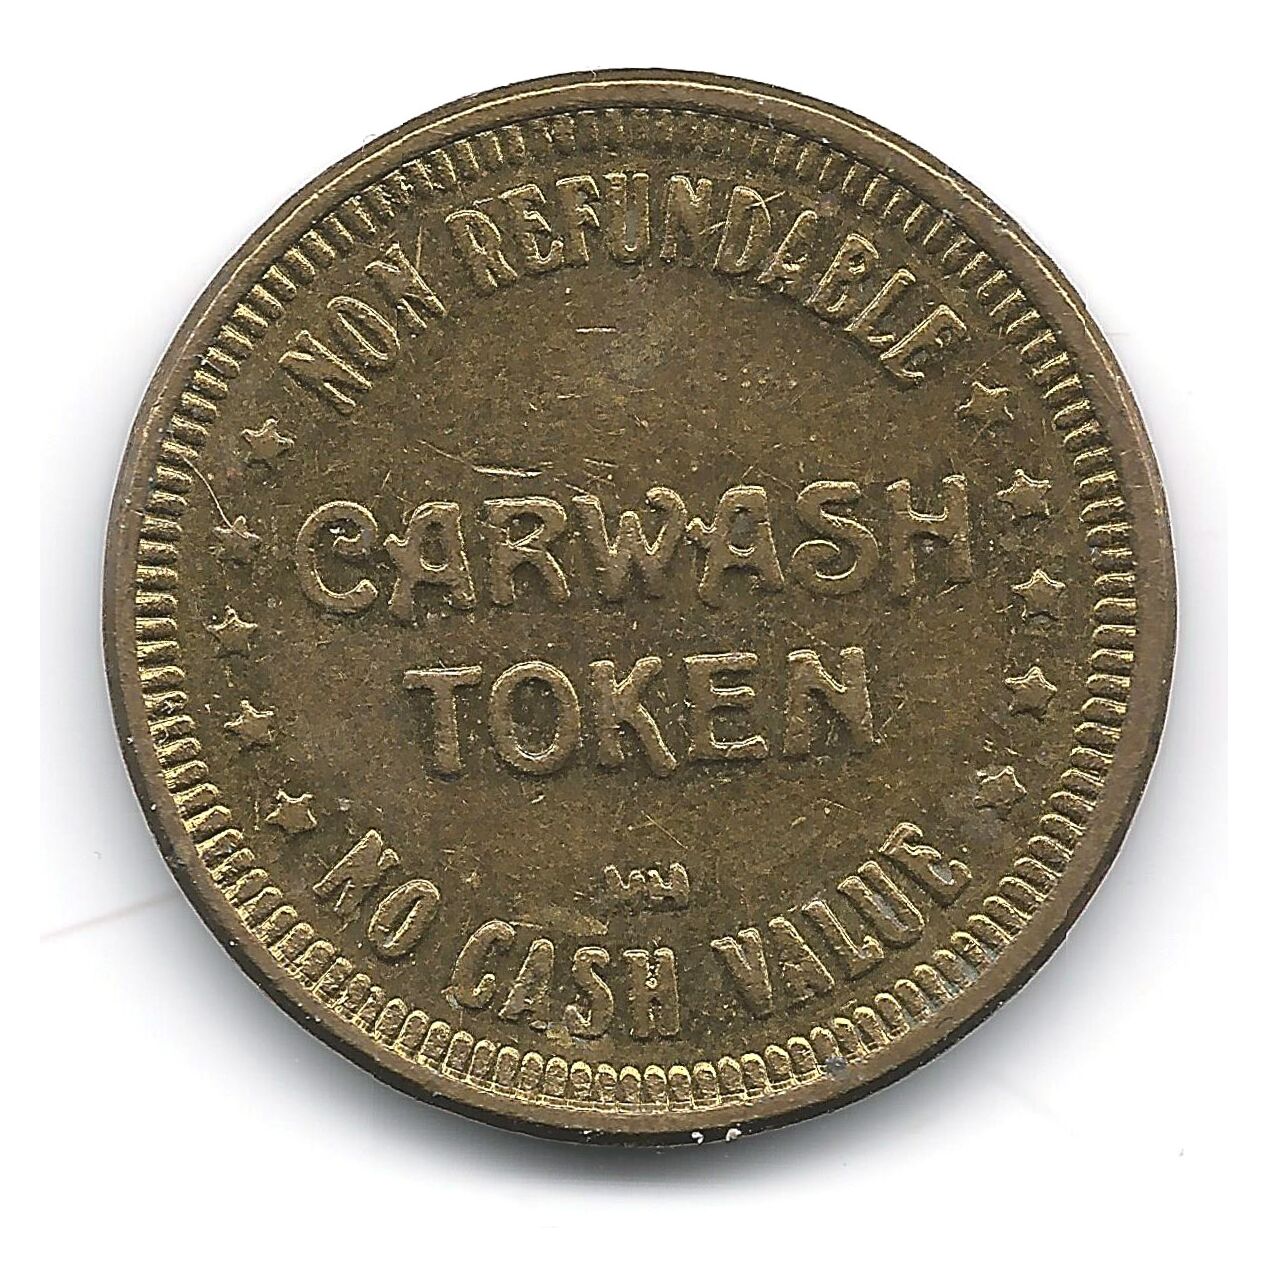 NON REFUNDABLE
CARWASH
TOKEN
NO CASH VALUE